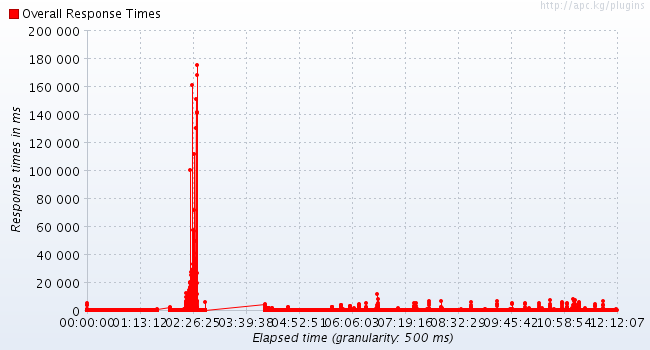 http://apc.kg/plugins
Overall Response Times
200 000
180 000
160 000
140 000
120 000
100 000
80 000
60 000
40 000
20 000
0
Response times in ms
00:00:00 01:13:12 02:26:25 03:39:38 04:52:51 06:06:03 07:19:16 08:32:29 09:45:42 10:58:54 12:12:07
Elapsed time (granularity: 500 ms)